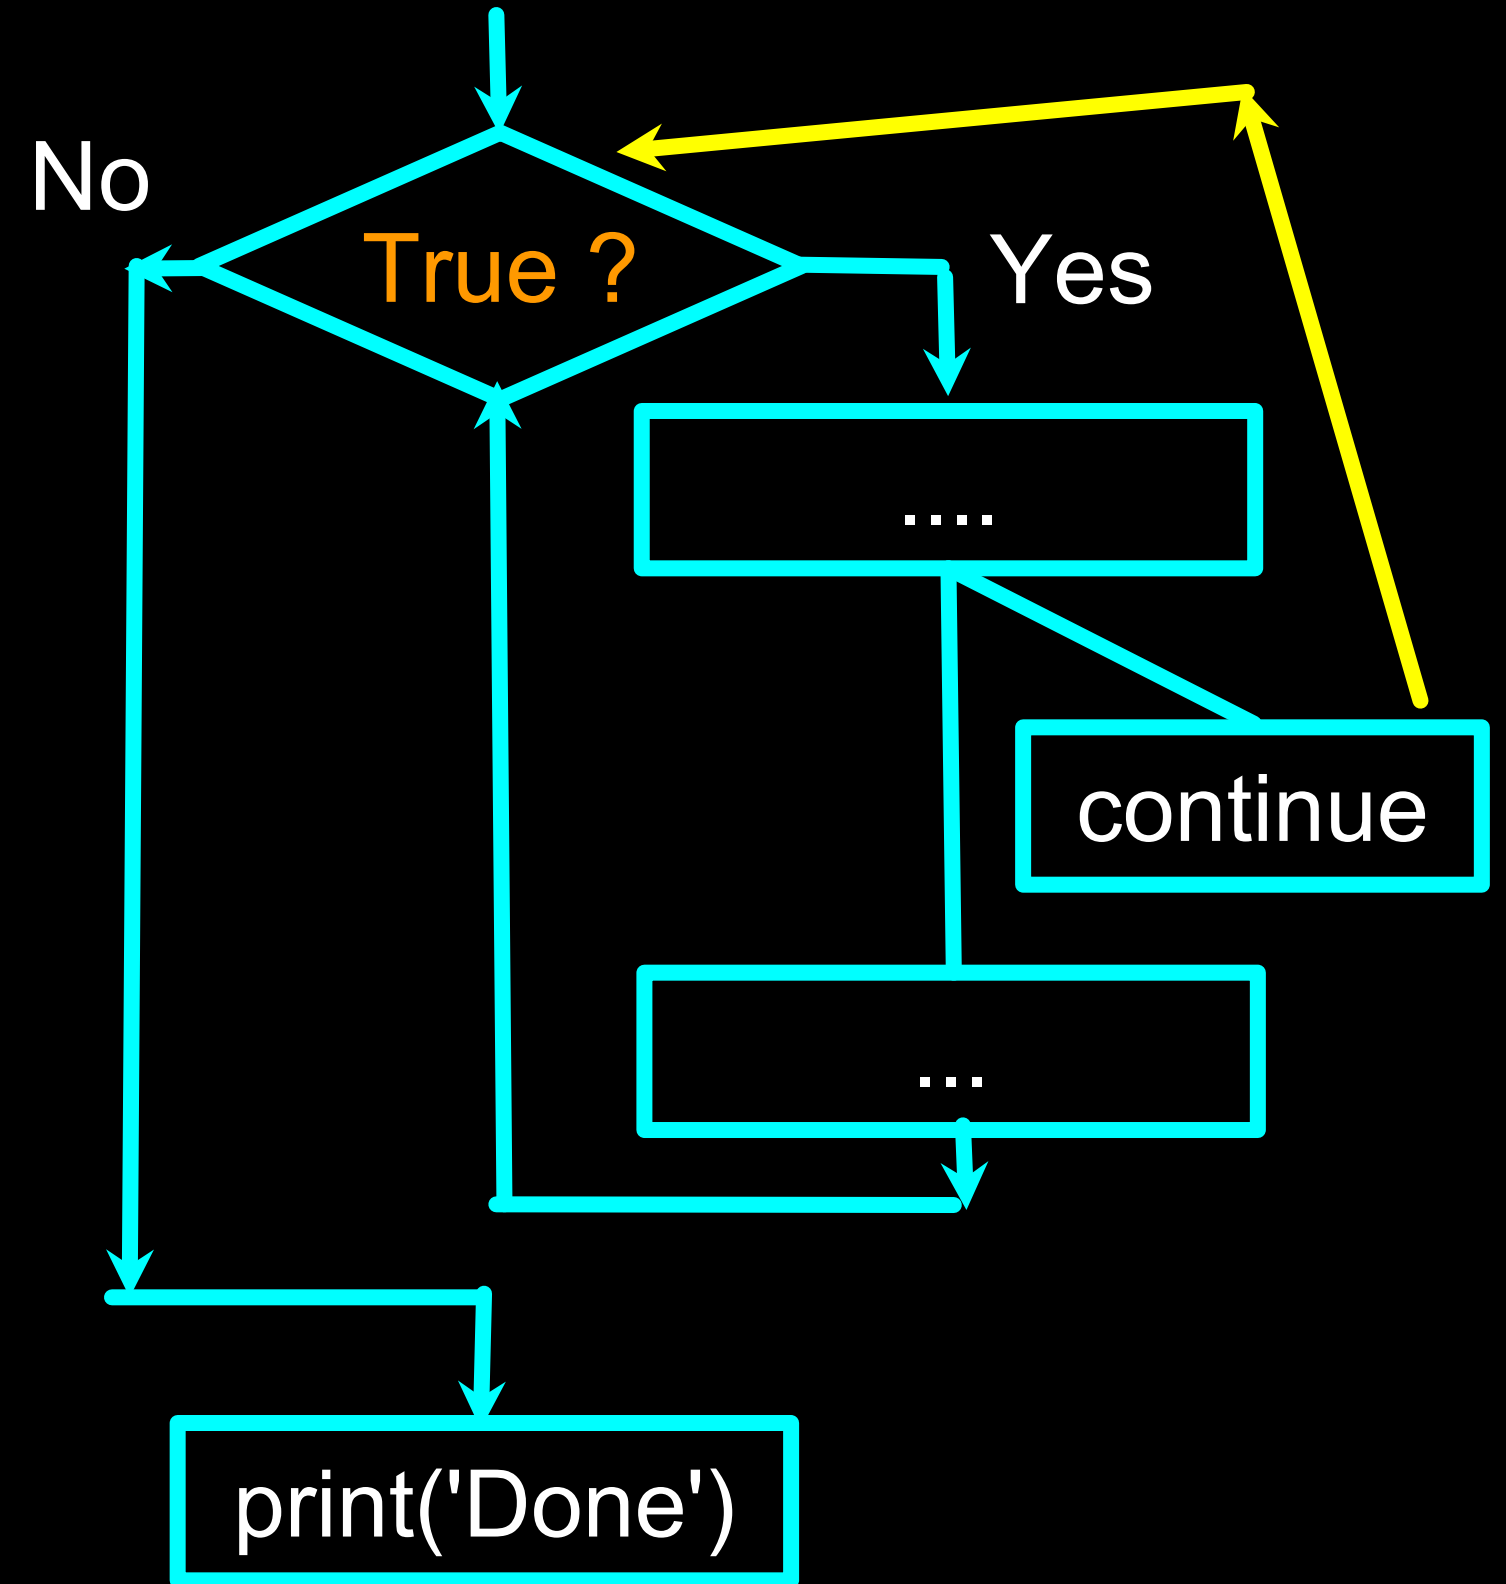 No
True ?
Yes
....
continue
...
print('Done')